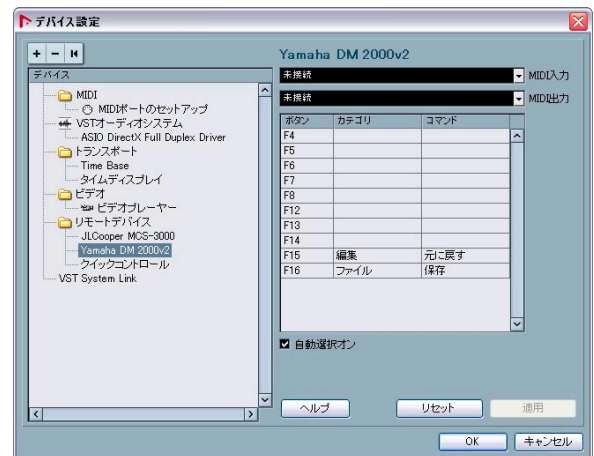 デバイス設定
Yamaha DM 2000v2
デバイス
MIDI
MIDIポートのセットアップ
VSTオーディオシステム
ASIO DirectX Full Duplex Driver
トランスポート
Time Base
タイムディスプレイ
ビデオ
ビデオプレーヤー
リモートデバイス
JLCooper MCS-3000
Yamaha DM 2000v2
クイックコントロール
VST System Link
未接続 MIDI入力
未接続 MIDI出力
ボタン カテゴリ コマンド
F4
F5
F6
F7
F8
F12
F13
F14
F15 編集 元に戻す
F16 ファイル 保存
自動選択オン
ヘルプ リセット 適用
OK キャンセル